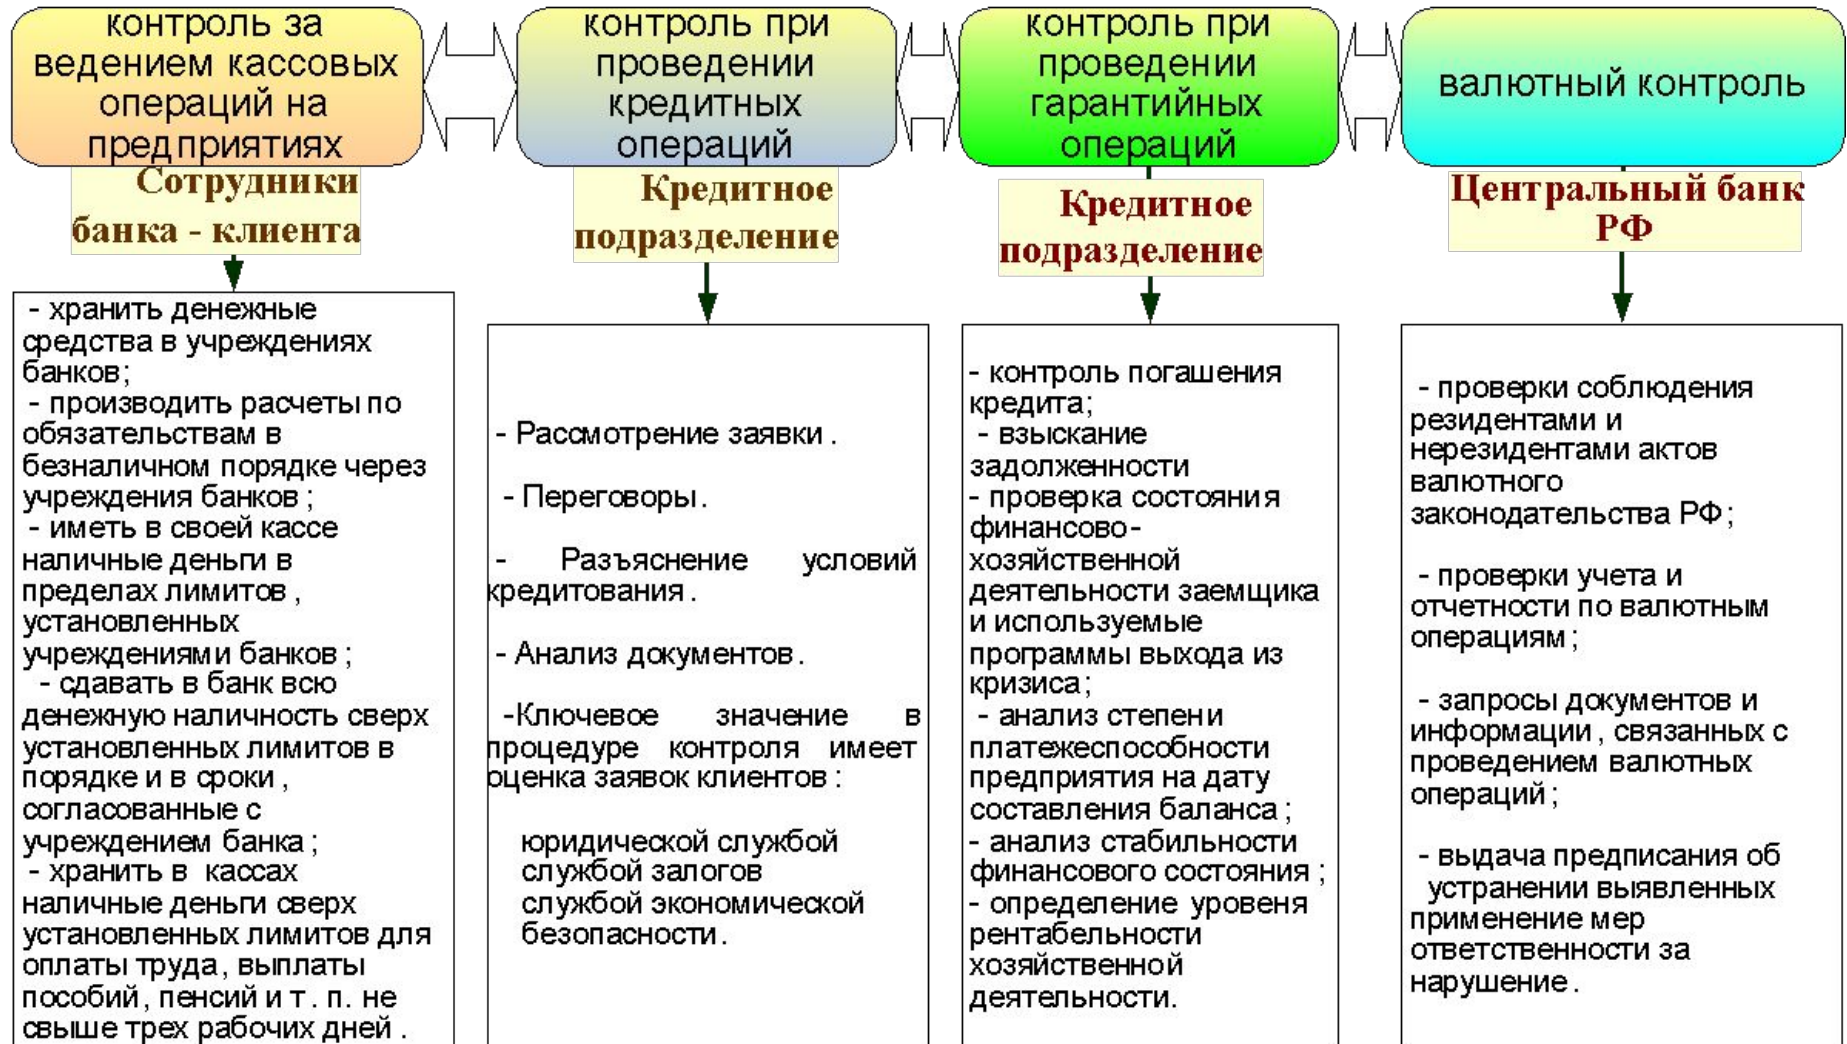 контроль за
ведением кассовых
операций на
предприятиях
Сотрудники
банка - клиента
- хранить денежные
средства в учреждениях
банков;
- производить расчеты по
обязательствам в
безналичном порядке через
учреждения банков ;
- иметь в своей кассе
наличные деньги в
пределах лимитов ,
установленных
учреждениями банков ;
- сдавать в банк всю
денежную наличность сверх
установленных лимитов в
порядке и в сроки ,
согласованные с
учреждением банка ;
- хранить в кассах
наличные деньги сверх
установленных лимитов для
оплаты труда , выплаты
пособий , пенсий и т . п. не
свыше трех рабочих дней .
контроль при
проведении
кредитных
операций
Кредитное
подразделение
- Рассмотрение заявки .
- Переговоры .
- Разъяснение условий
кредитования .
- Анализ документов .
-Ключевое значение в
процедуре контроля имеет
оценка заявок клиентов :
юридической службой
службой залогов
службой экономической
безопасности .
контроль при
проведении
гарантийных
операций
Кредитное
подразделение
- контроль погашения
кредита;
- взыскание
задолженности
- проверка состояния
финансово-
хозяйственной
деятельности заемщика
и используемые
программы выхода из
кризиса;
- анализ степени
платежеспособности
предприятия на дату
составления баланса ;
- анализ стабильности
финансового состояния ;
- определение уровеня
рентабельности
хозяйственной
деятельности.
валютный контроль
Центральный банк
РФ
- проверки соблюдения
резидентами и
нерезидентами актов
валютного
законодательства РФ;
- проверки учета и
отчетности по валютным
операциям ;
- запросы документов и
информации , связанных с
проведением валютных
операций ;
- выдача предписания об
устранении выявленных
применение мер
ответственности за
нарушение .